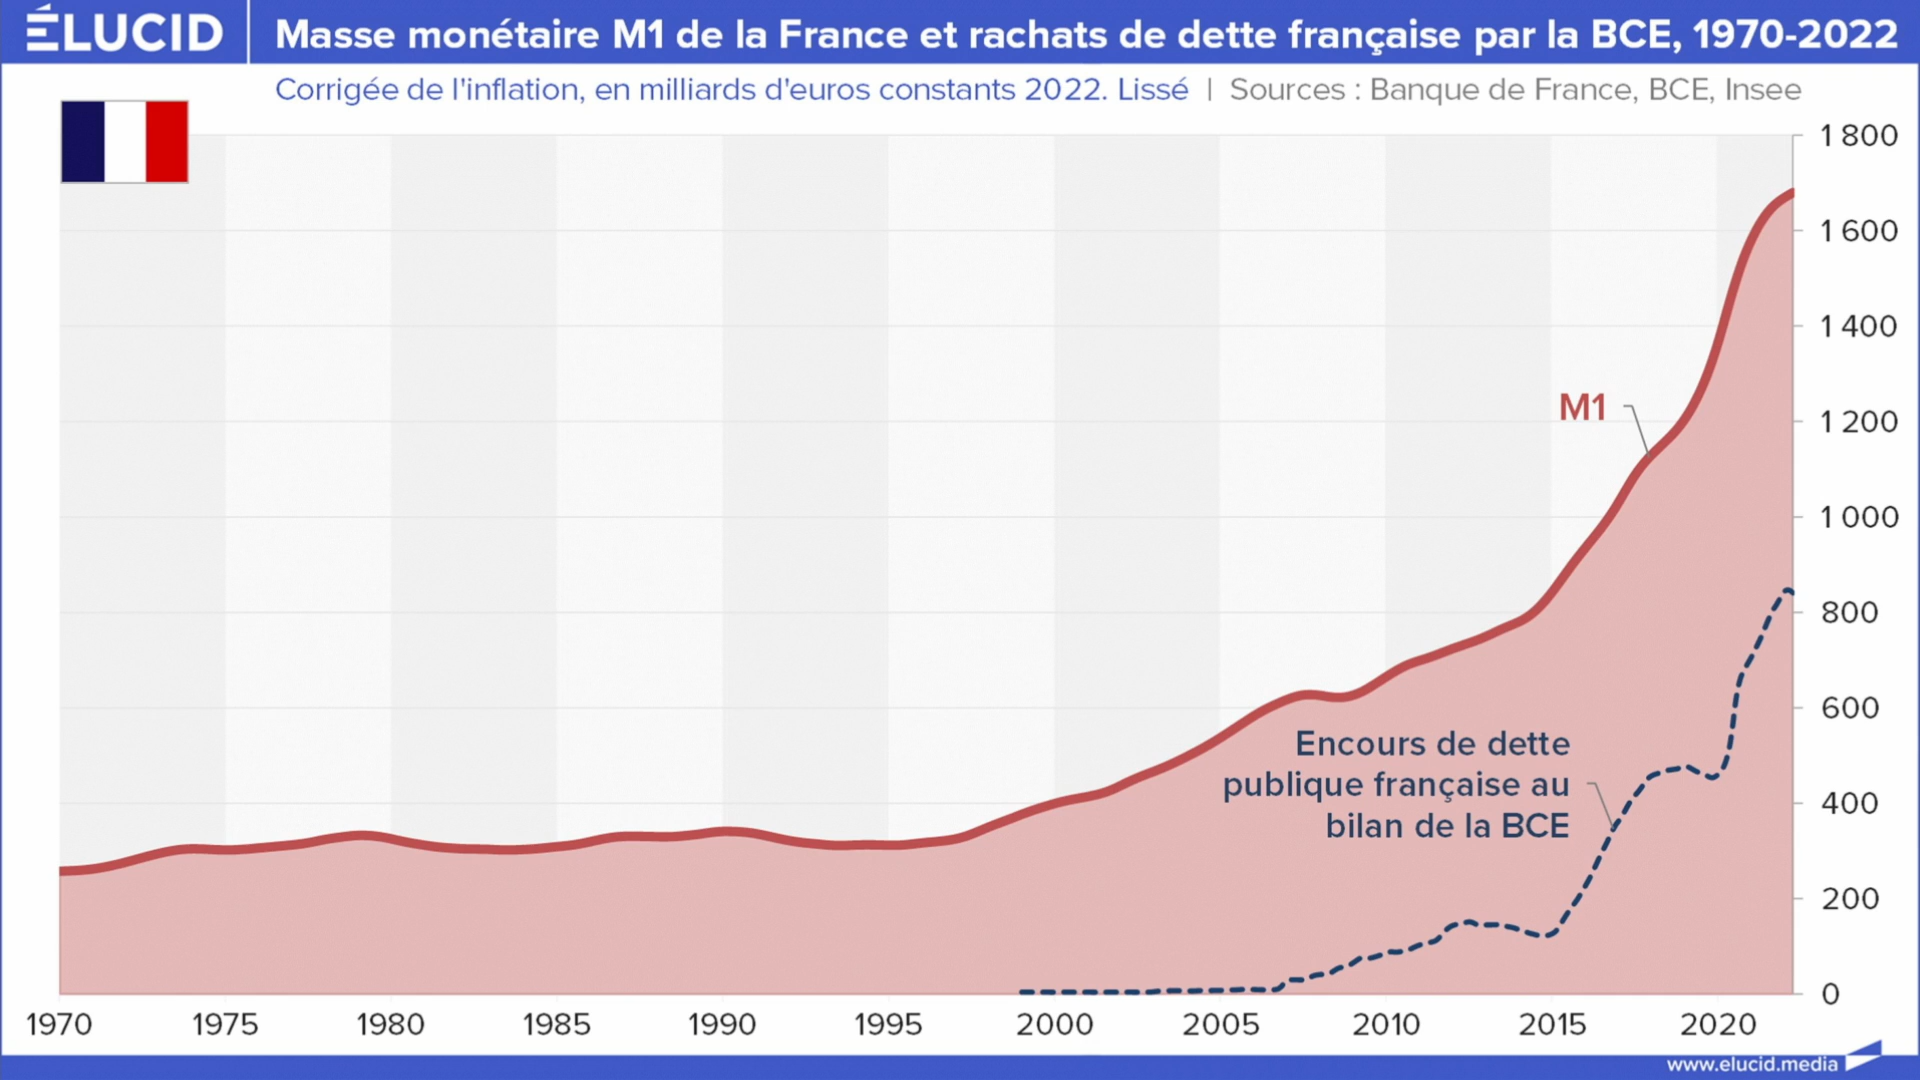 ÉLUCID
Masse monétaire M1 de la France et rachats de dette française par la BCE, 1970-2022
Corrigée de l'inflation, en milliards d'euros constants 2022. Lissé | Sources : Banque de France, BCE, Insee
1 800
1 600
1 400
M1
1 200
1 000
800
600
Encours de dette
publique française au
bilan de la BCE
400
200
0
1970 1975 1980 1985 1990 1995 2000 2005 2010 2015 2020
www.elucid.media